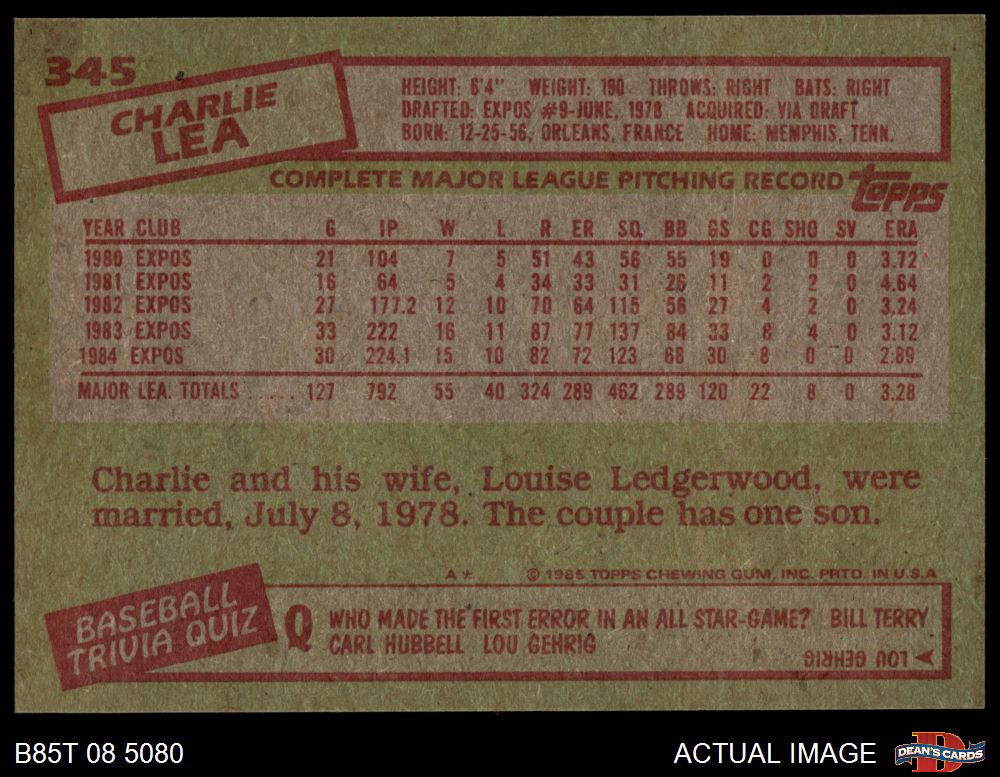 345
CHARLIE
LEA
HEIGHT: 6'4" WEIGHT: 190 THROWS: RIGHT BATS: RIGHT
DRAFTED: EXPOS #9-JUNE, 1978 ACQUIRED: VIA DRAFT
BORN: 12-25-56, ORLEANS, FRANCE HOME: MEMPHIS, TENN.
COMPLETE MAJOR LEAGUE PITCHING RECORD topps
YEAR CLUB G IP W L R ER SO. BB GS CG SHO SV ERA
1980 EXPOS 21 104 7 5 51 43 56 55 19 0 0 0 3.72
1981 EXPOS 16 64 5 4 34 33 31 26 11 2 2 0 4.64
1982 EXPOS 27 177.2 12 10 70 64 115 56 27 4 2 0 3.24
1983 EXPOS 33 222 16 11 87 77 137 84 33 8 4 0 3.12
1984 EXPOS 30 224.1 15 10 82 72 123 68 30 8 0 0 2.89
MAJOR LEA. TOTALS ..... 127 792 55 40 324 289 462 289 120 22 8 0 3.28
Charlie and his wife, Louise Ledgerwood, were
married, July 8, 1978. The couple has one son.
A* © 1985 TOPPS CHEWING GUM, INC. PRTD. IN U.S.A
BASEBALL
TRIVIA QUIZ
Q WHO MADE THE FIRST ERROR IN AN ALL STAR-GAME? BILL TERRY
CARL HUBBELL LOU GEHRIG
LOU GEHRIG
B85T 08 5080 ACTUAL IMAGE DEAN'S CARDS